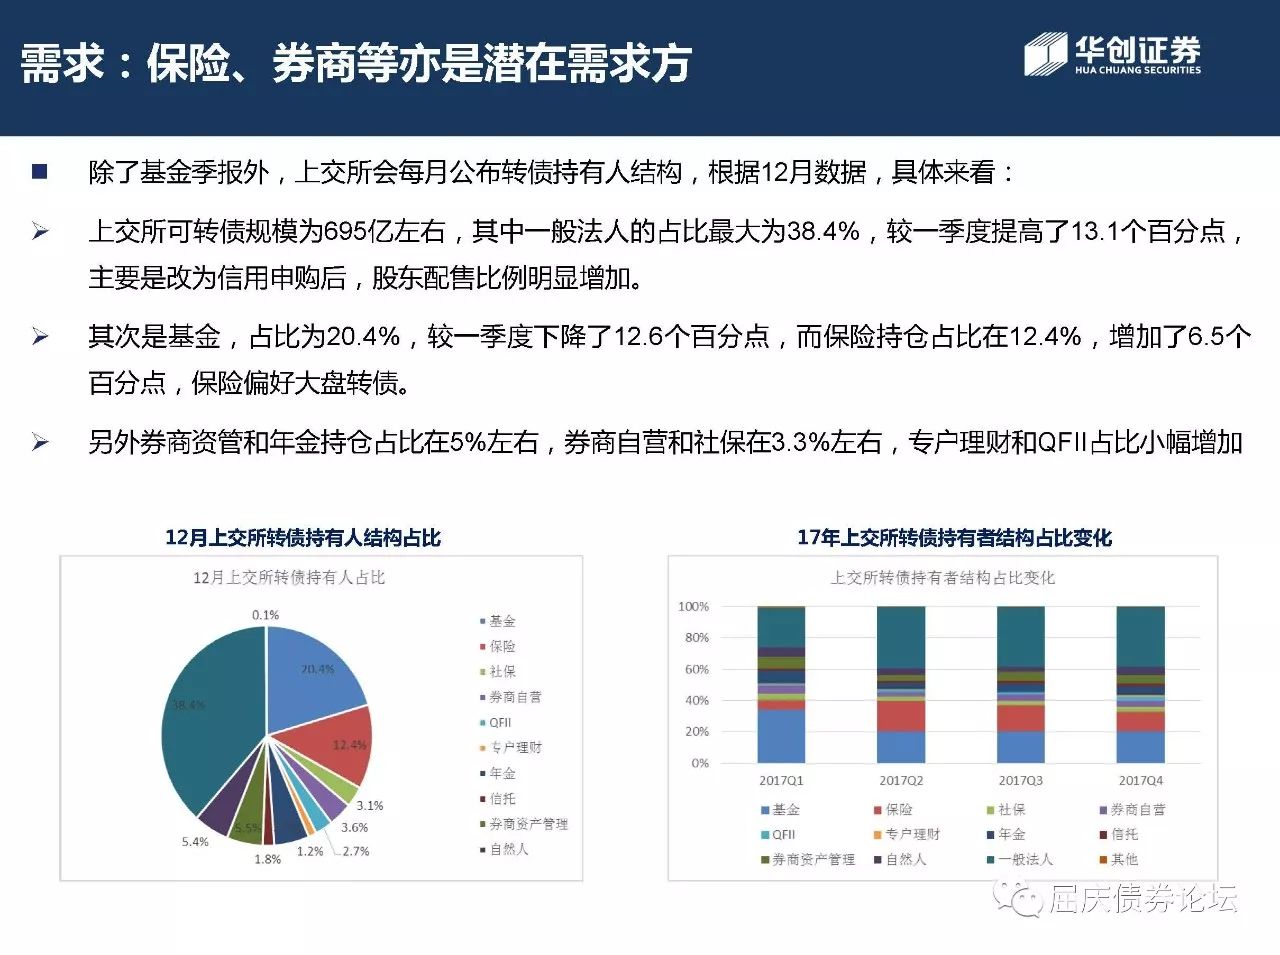 需求：保险、券商等亦是潜在需求方
华创证券
HUA CHUANG SECURITIES
除了基金季报外，上交所会每月公布转债持有人结构，根据12月数据，具体来看：
上交所可转债规模为695亿左右，其中一般法人的占比最大为38.4%，较一季度提高了13.1个百分点，
主要是改为信用申购后，股东配售比例明显增加。
其次是基金，占比为20.4%，较一季度下降了12.6个百分点，而保险持仓占比在12.4%，增加了6.5个
百分点，保险偏好大盘转债。
另外券商资管和年金持仓占比在5%左右，券商自营和社保在3.3%左右，专户理财和QFII占比小幅增加
12月上交所转债持有人结构占比
12月上交所转债持有人占比
0.1%
20.4%
38.4%
12.4%
3.1%
3.6%
2.7%
1.2%
1.8%
5.5%
5.4%
基金
保险
社保
券商自营
QFII
专户理财
年金
信托
券商资产管理
自然人
17年上交所转债持有者结构占比变化
上交所转债持有者结构占比变化
100%
80%
60%
40%
20%
0%
2017Q1 2017Q2 2017Q3 2017Q4
基金 保险 社保 券商自营
QFII 专户理财 年金 信托
券商资产管理 自然人 一般法人 其他
屈庆债券论坛